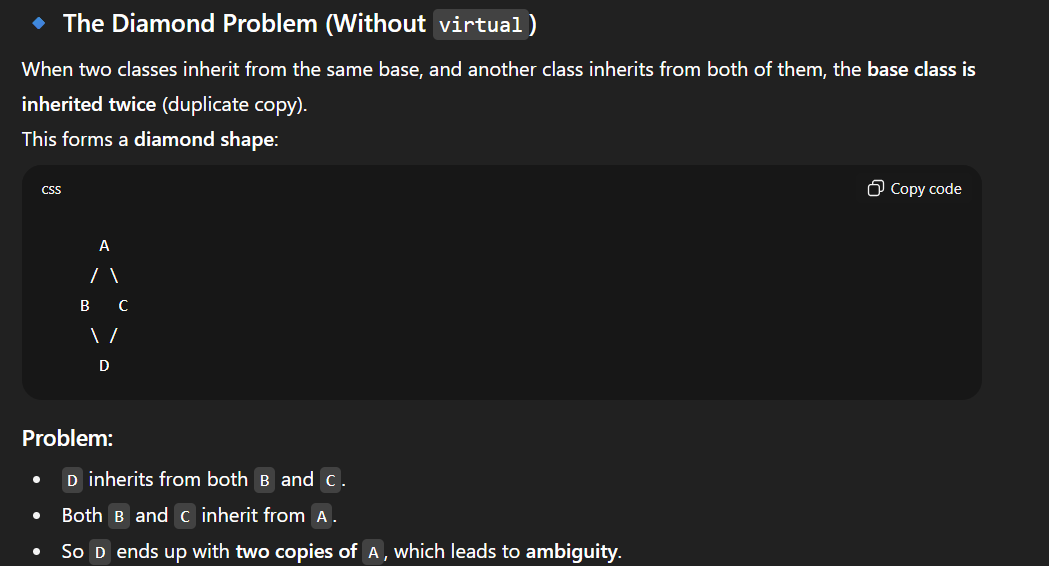 The Diamond Problem (Without virtual)
When two classes inherit from the same base, and another class inherits from both of them, the base class is
inherited twice (duplicate copy).
This forms a diamond shape:
css
Copy code
A
/ \
B   C
\ /
D
Problem:
• D inherits from both B and C.
• Both B and C inherit from A.
• So D ends up with two copies of A, which leads to ambiguity.